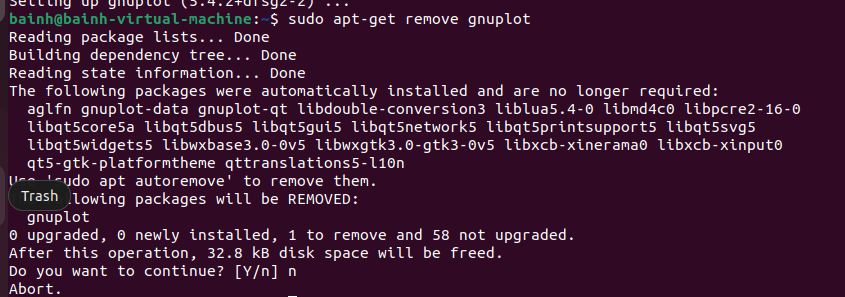 Setting up gnuplot (5.4.2+dfsg2-2) ...
bainh@bainh-virtual-machine:~$ sudo apt-get remove gnuplot
Reading package lists... Done
Building dependency tree... Done
Reading state information... Done
The following packages were automatically installed and are no longer required:
  aglfn gnuplot-data gnuplot-qt libdouble-conversion3 liblua5.4-0 libmd4c0 libpcre2-16-0
  libqt5core5a libqt5dbus5 libqt5gui5 libqt5network5 libqt5printsupport5 libqt5svg5
  libqt5widgets5 libwxbase3.0-0v5 libwxgtk3.0-gtk3-0v5 libxcb-xinerama0 libxcb-xinput0
  qt5-gtk-platformtheme qttranslations5-l10n
Use 'sudo apt autoremove' to remove them.
Trash
lowing packages will be REMOVED:
  gnuplot
0 upgraded, 0 newly installed, 1 to remove and 58 not upgraded.
After this operation, 32.8 kB disk space will be freed.
Do you want to continue? [Y/n] n
Abort.